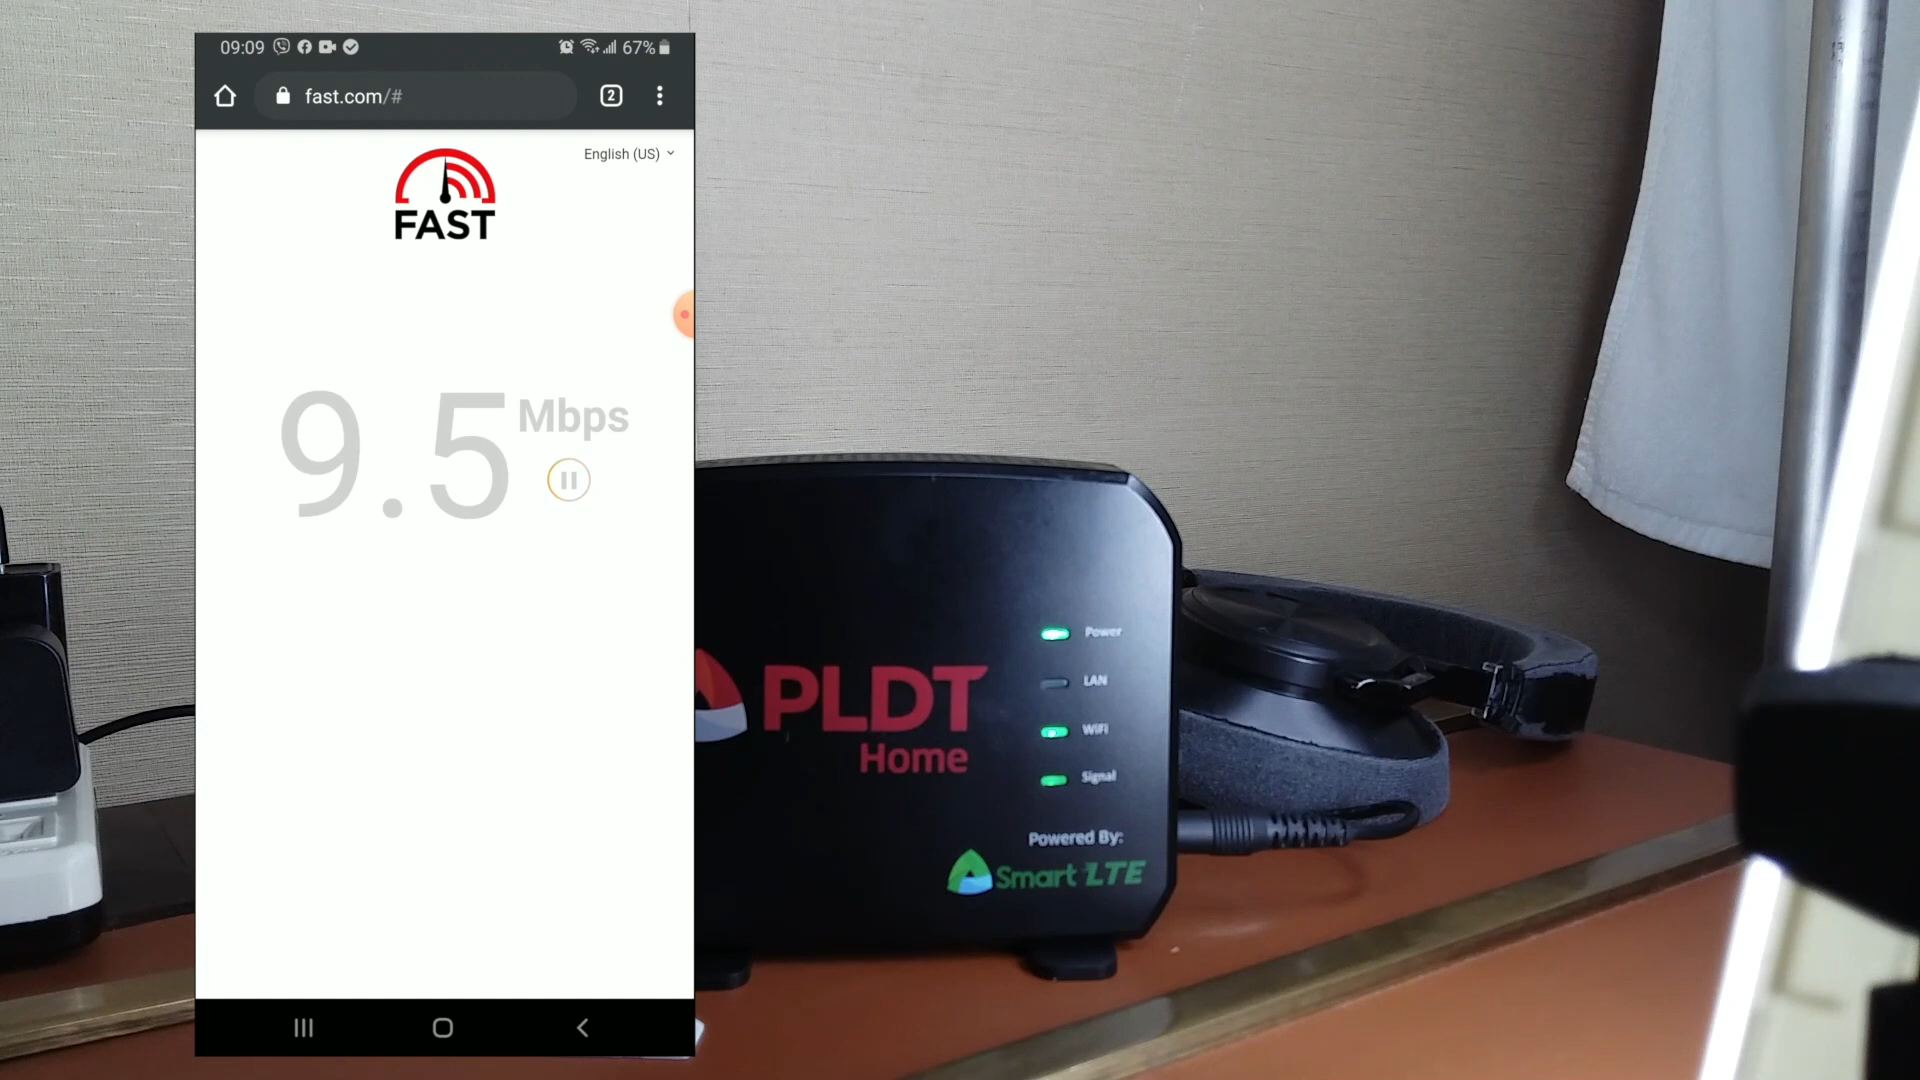 09:09
67%
fast.com/#
2
English (US)
FAST
9.5 Mbps
PLDT
Home
Power
LAN
WiFi
Signal
Powered By:
Smart LTE